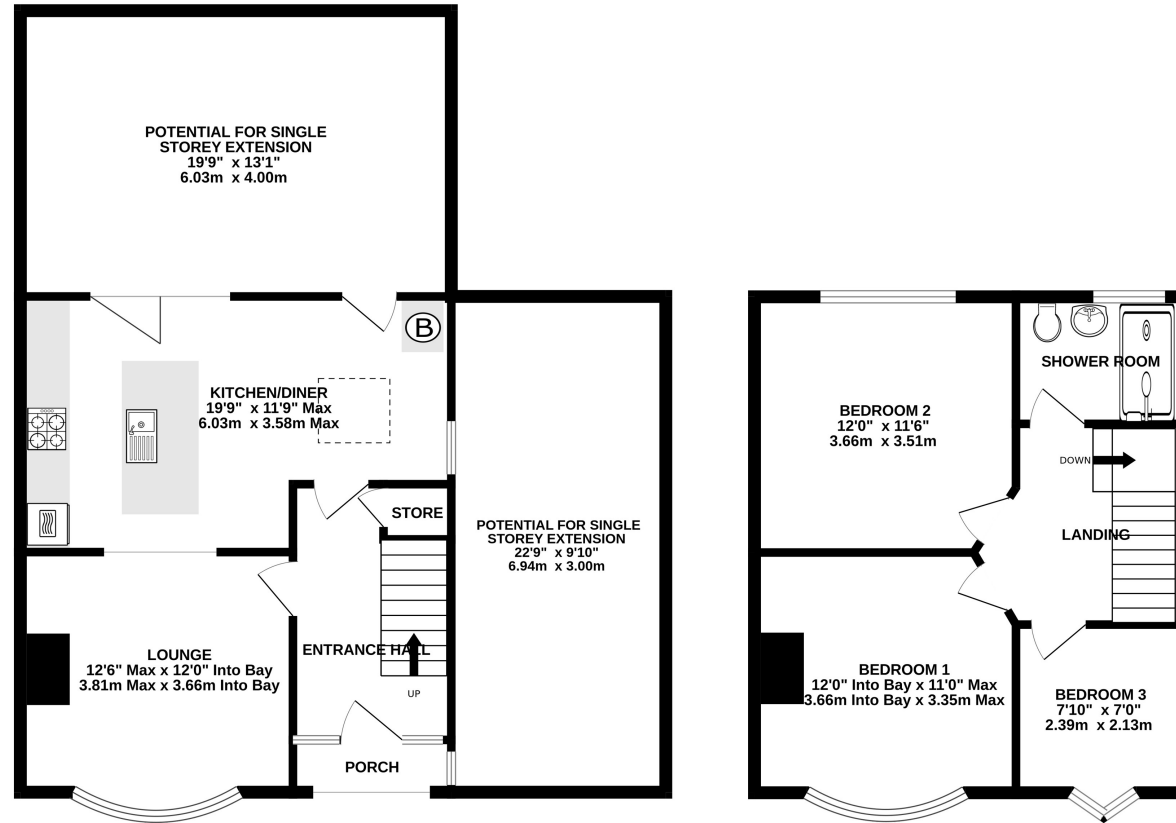 POTENTIAL FOR SINGLE
STOREY EXTENSION
19'9" x 13'1"
6.03m x 4.00m
B
KITCHEN/DINER
19'9" x 11'9" Max
6.03m x 3.58m Max
STORE
POTENTIAL FOR SINGLE
STOREY EXTENSION
22'9" x 9'10"
6.94m x 3.00m
LOUNGE
12'6" Max x 12'0" Into Bay
3.81m Max x 3.66m Into Bay
ENTRANCE HALL
UP
PORCH
SHOWER ROOM
BEDROOM 2
12'0" x 11'6"
3.66m x 3.51m
DOWN
LANDING
BEDROOM 1
12'0" Into Bay x 11'0" Max
3.66m Into Bay x 3.35m Max
BEDROOM 3
7'10" x 7'0"
2.39m x 2.13m